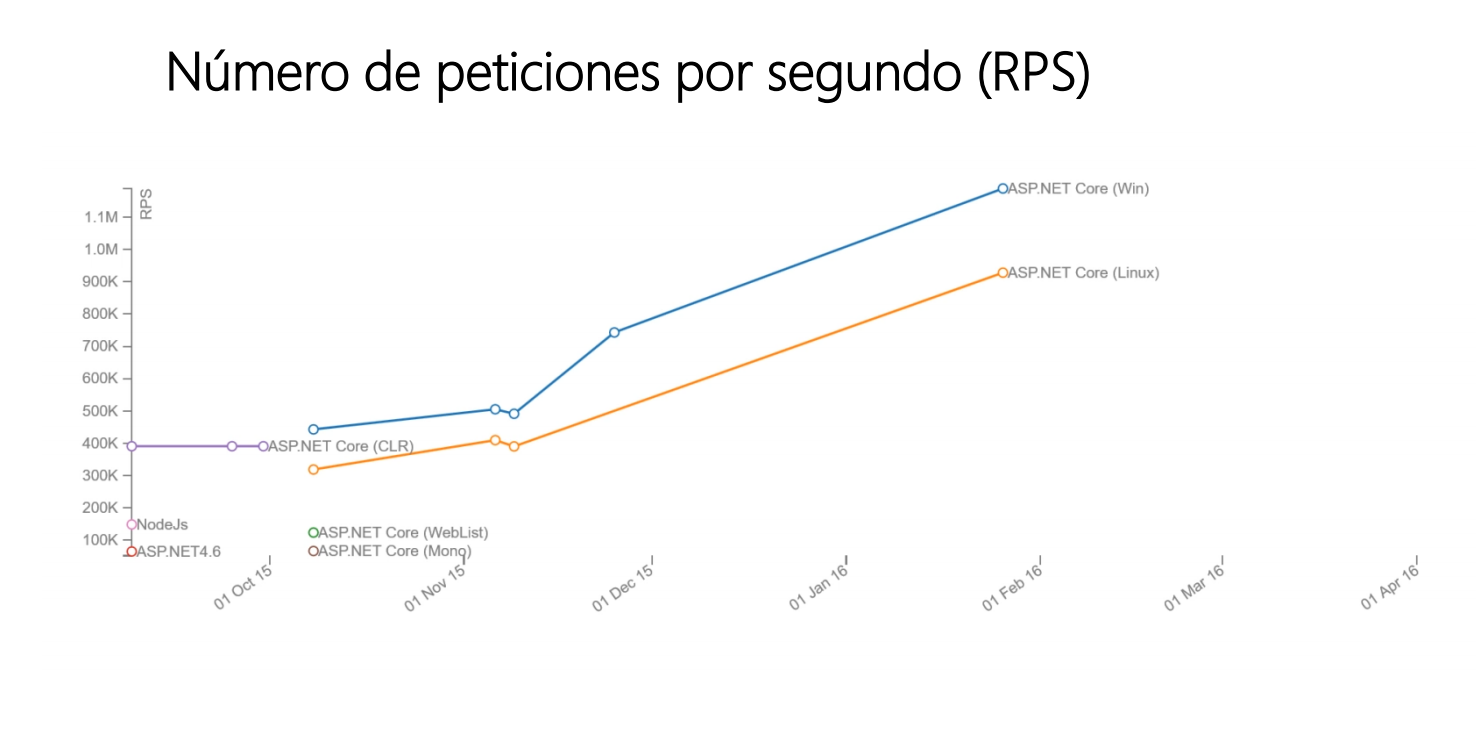 Número de peticiones por segundo (RPS)
RPS
1.1M
1.0M
900K
800K
700K
600K
500K
400K
300K
200K
100K
ASP.NET Core (Win)
ASP.NET Core (Linux)
ASP.NET Core (CLR)
NodeJs
ASP.NET Core (WebList)
ASP.NET4.6
ASP.NET Core (Mono)
01 Oct 15
01 Nov 15
01 Dec 15
01 Jan 16
01 Feb 16
01 Mar 16
01 Apr 16